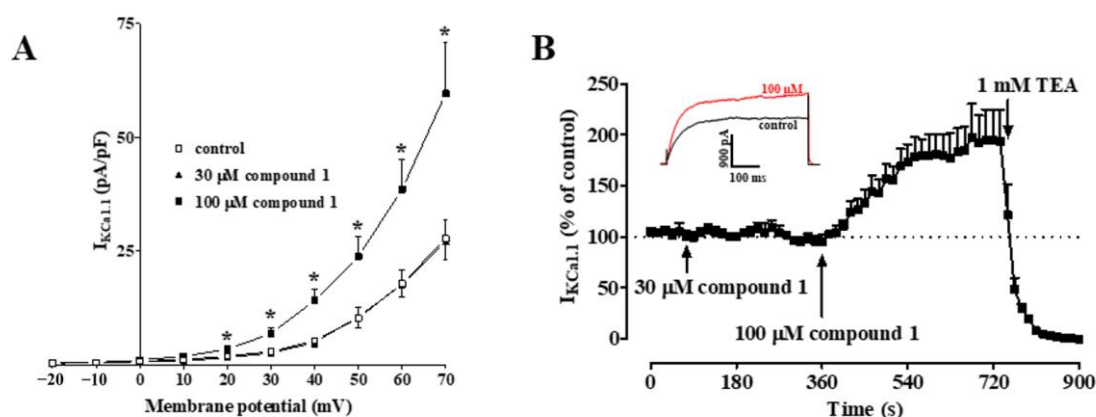 A
I_KCa1.1 (pA/pF)
75
50
25
control
30 µM compound 1
100 µM compound 1
*
*
*
*
*
*
−20
−10
0
10
20
30
40
50
60
70
Membrane potential (mV)
B
I_KCa1.1 (% of control)
250
200
150
100
50
0
100 µM
control
900 pA
100 ms
1 mM TEA
30 µM compound 1
100 µM compound 1
0
180
360
540
720
900
Time (s)